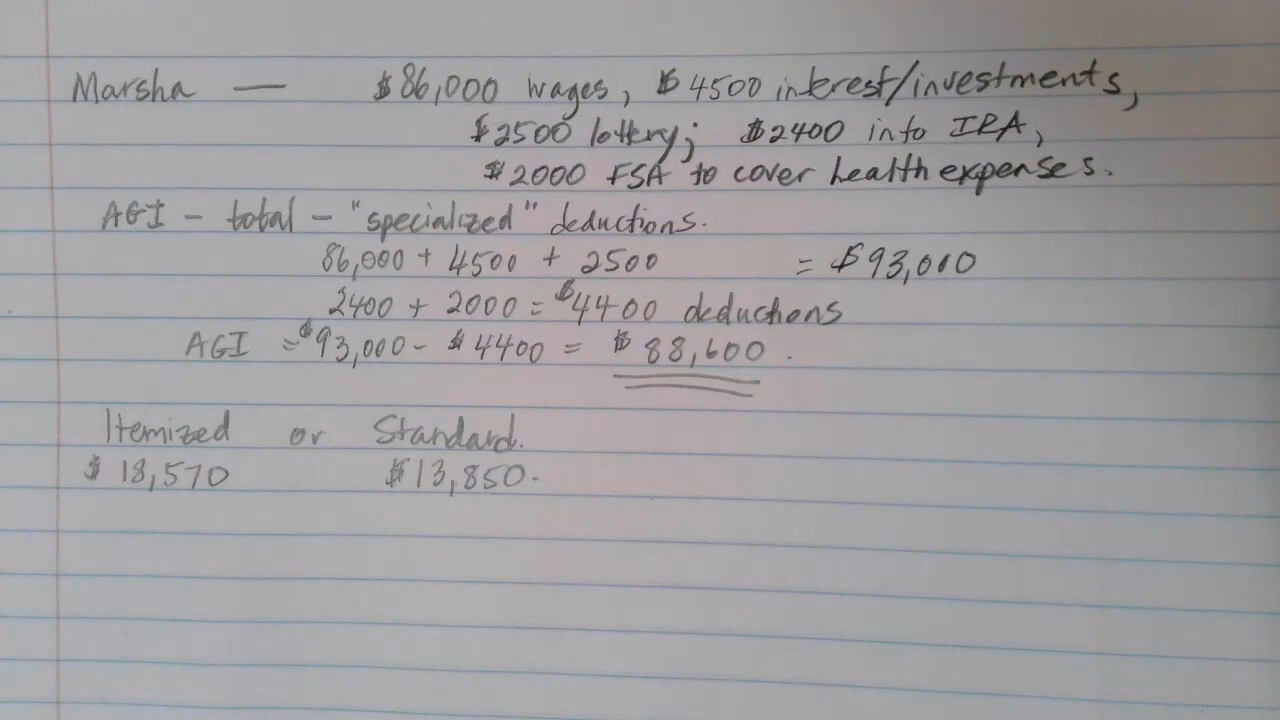 Marsha — $86,000 wages, $4500 interest/investments,
$2500 lottery; $2400 into IRA,
$2000 FSA to cover health expenses.
AGI - total - "specialized" deductions.
86,000 + 4500 + 2500 = $93,000
2400 + 2000 = $4400 deductions
AGI = $93,000 - $4400 = $88,600.
Itemized or Standard.
$18,570 $13,850.